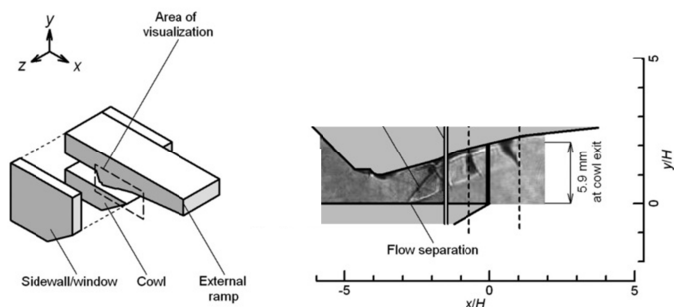 Area of
visualization
y
z
x
Sidewall/window
Cowl
External
ramp
5
5.9 mm
at cowl exit
y/H
0
Flow separation
-5
0
5
x/H